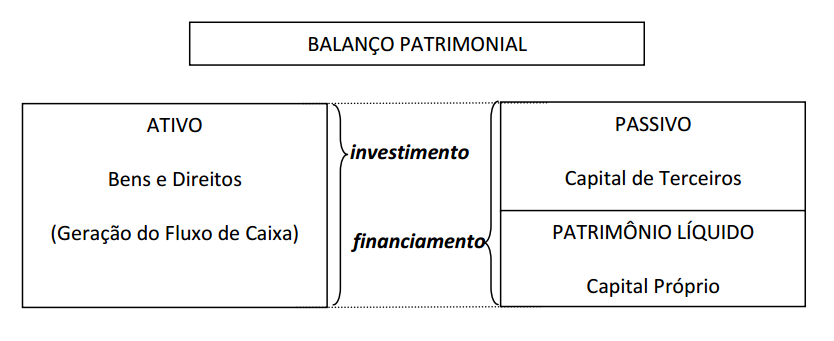 BALANÇO PATRIMONIAL
ATIVO
Bens e Direitos
(Geração do Fluxo de Caixa)
investimento
financiamento
PASSIVO
Capital de Terceiros
PATRIMÔNIO LÍQUIDO
Capital Próprio